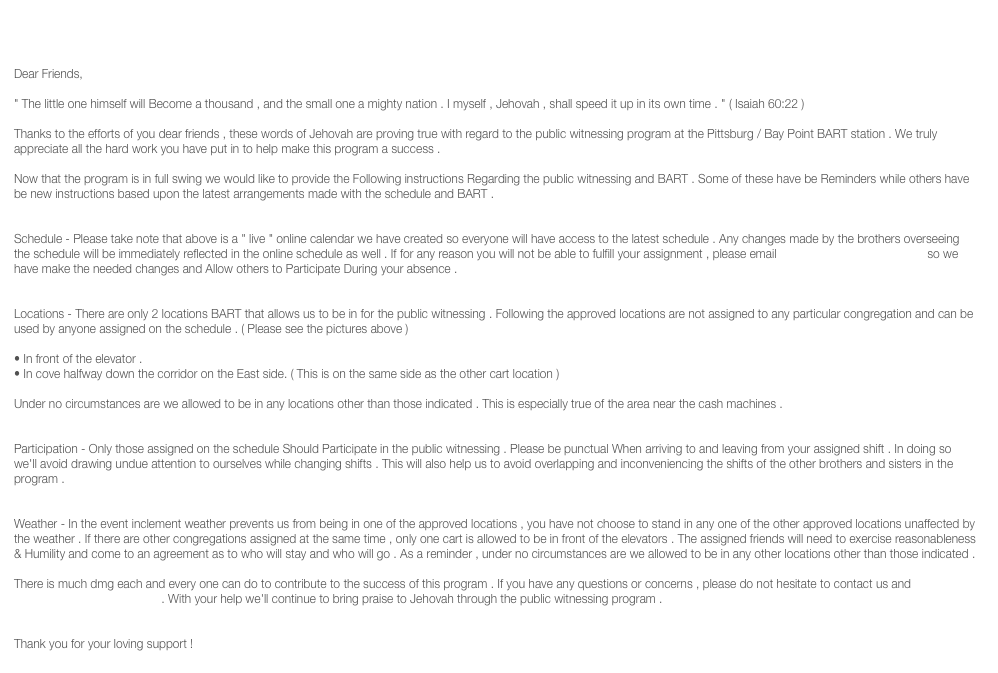 Dear Friends,
" The little one himself will Become a thousand , and the small one a mighty nation . I myself , Jehovah , shall speed it up in its own time . " ( Isaiah 60:22 )
Thanks to the efforts of you dear friends , these words of Jehovah are proving true with regard to the public witnessing program at the Pittsburg / Bay Point BART station . We truly
appreciate all the hard work you have put in to help make this program a success .
Now that the program is in full swing we would like to provide the Following instructions Regarding the public witnessing and BART . Some of these have be Reminders while others have
be new instructions based upon the latest arrangements made with the schedule and BART .
Schedule - Please take note that above is a " live " online calendar we have created so everyone will have access to the latest schedule . Any changes made by the brothers overseeing
the schedule will be immediately reflected in the online schedule as well . If for any reason you will not be able to fulfill your assignment , please email so we
have make the needed changes and Allow others to Participate During your absence .
Locations - There are only 2 locations BART that allows us to be in for the public witnessing . Following the approved locations are not assigned to any particular congregation and can be
used by anyone assigned on the schedule . ( Please see the pictures above )
• In front of the elevator .
• In cove halfway down the corridor on the East side. ( This is on the same side as the other cart location )
Under no circumstances are we allowed to be in any locations other than those indicated . This is especially true of the area near the cash machines .
Participation - Only those assigned on the schedule Should Participate in the public witnessing . Please be punctual When arriving to and leaving from your assigned shift . In doing so
we'll avoid drawing undue attention to ourselves while changing shifts . This will also help us to avoid overlapping and inconveniencing the shifts of the other brothers and sisters in the
program .
Weather - In the event inclement weather prevents us from being in one of the approved locations , you have not choose to stand in any one of the other approved locations unaffected by
the weather . If there are other congregations assigned at the same time , only one cart is allowed to be in front of the elevators . The assigned friends will need to exercise reasonableness
& Humility and come to an agreement as to who will stay and who will go . As a reminder , under no circumstances are we allowed to be in any other locations other than those indicated .
There is much dmg each and every one can do to contribute to the success of this program . If you have any questions or concerns , please do not hesitate to contact us and
. With your help we'll continue to bring praise to Jehovah through the public witnessing program .
Thank you for your loving support !